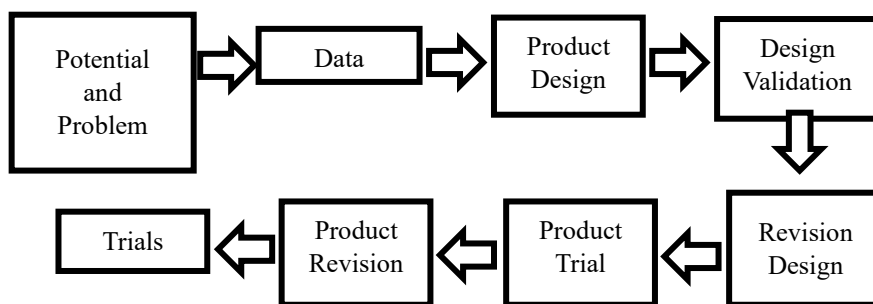 Potential
and
Problem
Data
Product
Design
Design
Validation
Revision
Design
Product
Trial
Product
Revision
Trials